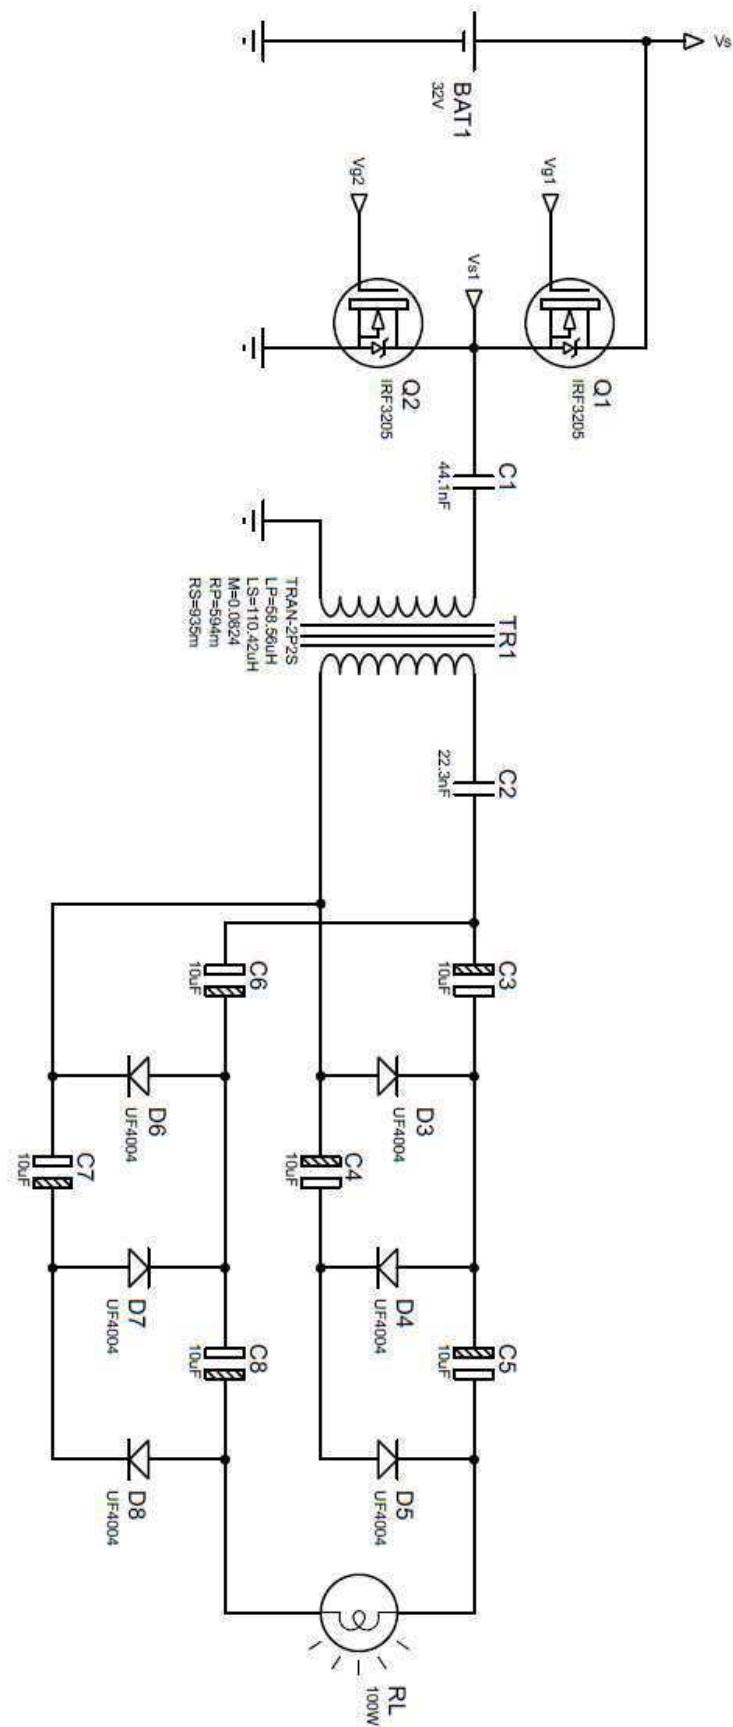 Vs
BAT1
32V
Vg1
Vg2
Vs1
Q1
IRF3205
Q2
IRF3205
C1
44.1nF
TR1
TRAN-2P2S
LP=58.56uH
LS=110.42uH
M=0.0824
RP=594m
RS=935m
C2
22.3nF
C3
10uF
C6
10uF
D3
UF4004
D6
UF4004
C4
10uF
C7
10uF
D4
UF4004
D7
UF4004
C5
10uF
C8
10uF
D5
UF4004
D8
UF4004
RL
100W